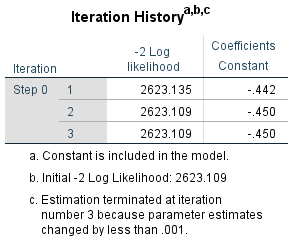 Iteration History a,b,c
Iteration -2 Log likelihood Coefficients Constant
Step 0 1 2623.135 -.442
2 2623.109 -.450
3 2623.109 -.450
a. Constant is included in the model.
b. Initial -2 Log Likelihood: 2623.109
c. Estimation terminated at iteration
number 3 because parameter estimates
changed by less than .001.